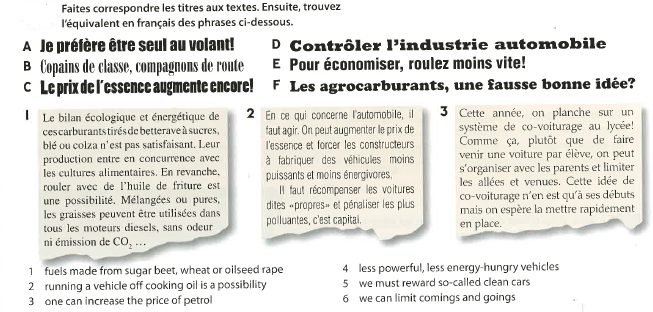 Faites correspondre les titres aux textes. Ensuite, trouvez
l'équivalent en français des phrases ci-dessous.
A Je préfère être seul au volant!
B Copains de classe, compagnons de route
C Le prix de l'essence augmente encore!
D Contrôler l'industrie automobile
E Pour économiser, roulez moins vite!
F Les agrocarburants, une fausse bonne idée?
1 Le bilan écologique et énergétique de
ces carburants tirés de betterave à sucres,
blé ou colza n'est pas satisfaisant. Leur
production entre en concurrence avec
les cultures alimentaires. En revanche,
rouler avec de l'huile de friture est
une possibilité. Mélangées ou pures,
les graisses peuvent être utilisées dans
tous les moteurs diesels, sans odeur
ni émission de CO₂ ...
2 En ce qui concerne l'automobile, il
faut agir. On peut augmenter le prix de
l'essence et forcer les constructeurs
à fabriquer des véhicules moins
puissants et moins énergivores.
Il faut récompenser les voitures
dites «propres» et pénaliser les plus
polluantes, c'est capital.
3 Cette année, on planche sur un
système de co-voiturage au lycée!
Comme ça, plutôt que de faire
venir une voiture par élève, on peut
s'organiser avec les parents et limiter
les allées et venues. Cette idée de
co-voiturage n'en est qu'à ses débuts
mais on espère la mettre rapidement
en place.
1 fuels made from sugar beet, wheat or oilseed rape
2 running a vehicle off cooking oil is a possibility
3 one can increase the price of petrol
4 less powerful, less energy-hungry vehicles
5 we must reward so-called clean cars
6 we can limit comings and goings